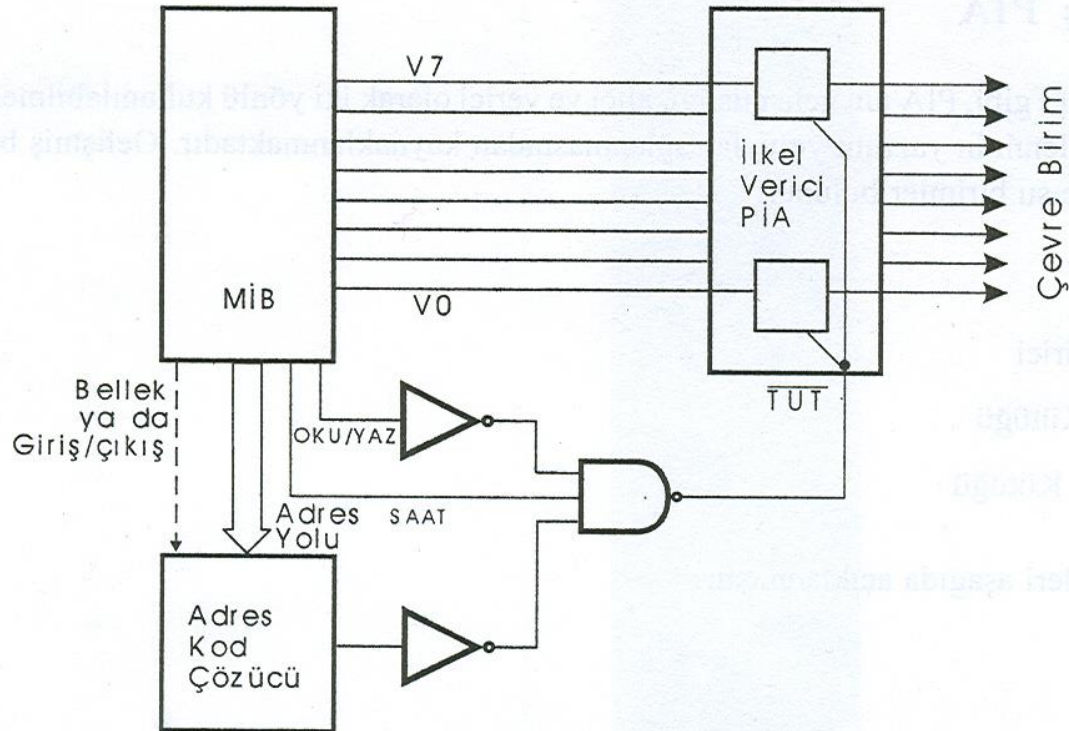 V7
V0
MİB
İlkel
Verici
PİA
Çevre Birim
TUT
Bellek
ya da
Giriş/çıkış
OKU/YAZ
SAAT
Adres
Yolu
Adres
Kod
Çözücü